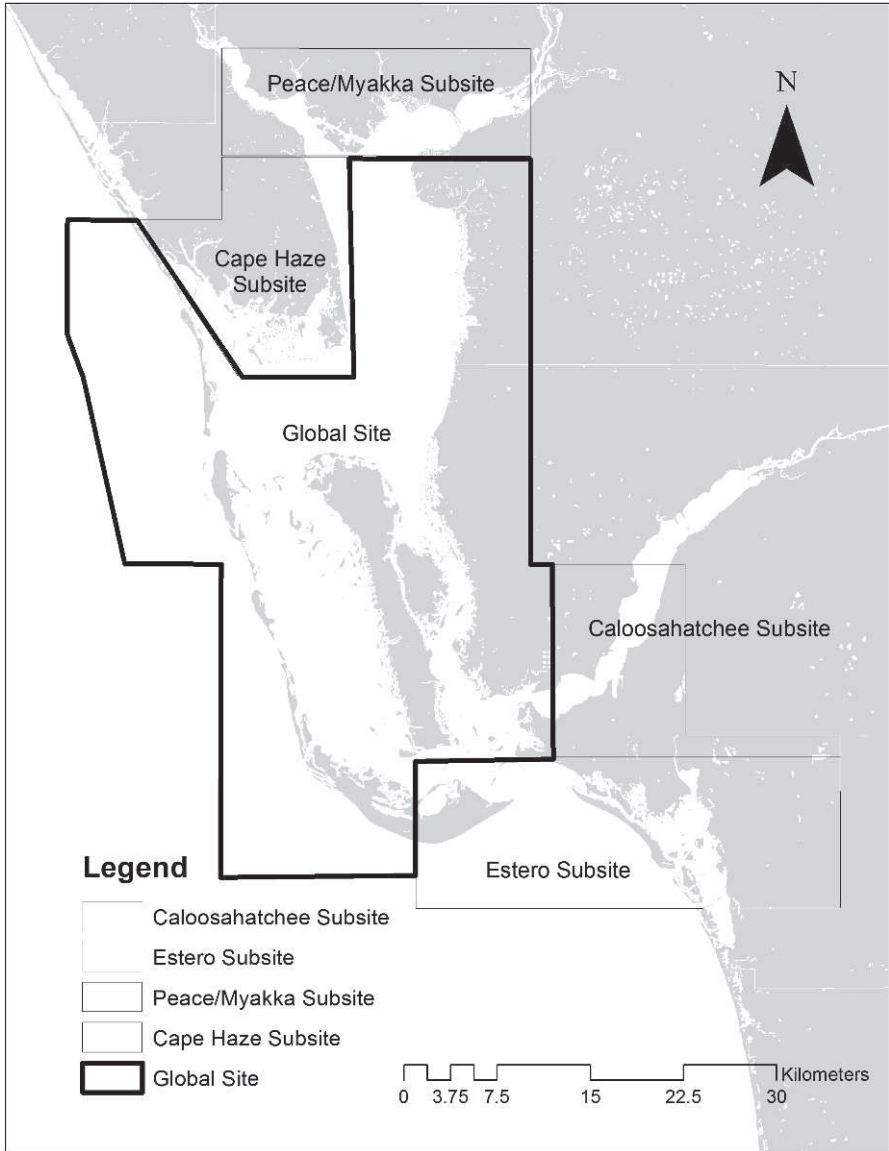 Peace/Myakka Subsite
N
Cape Haze
Subsite
Global Site
Caloosahatchee Subsite
Estero Subsite
Legend
Caloosahatchee Subsite
Estero Subsite
Peace/Myakka Subsite
Cape Haze Subsite
Global Site
Kilometers
0 3.75 7.5 15 22.5 30